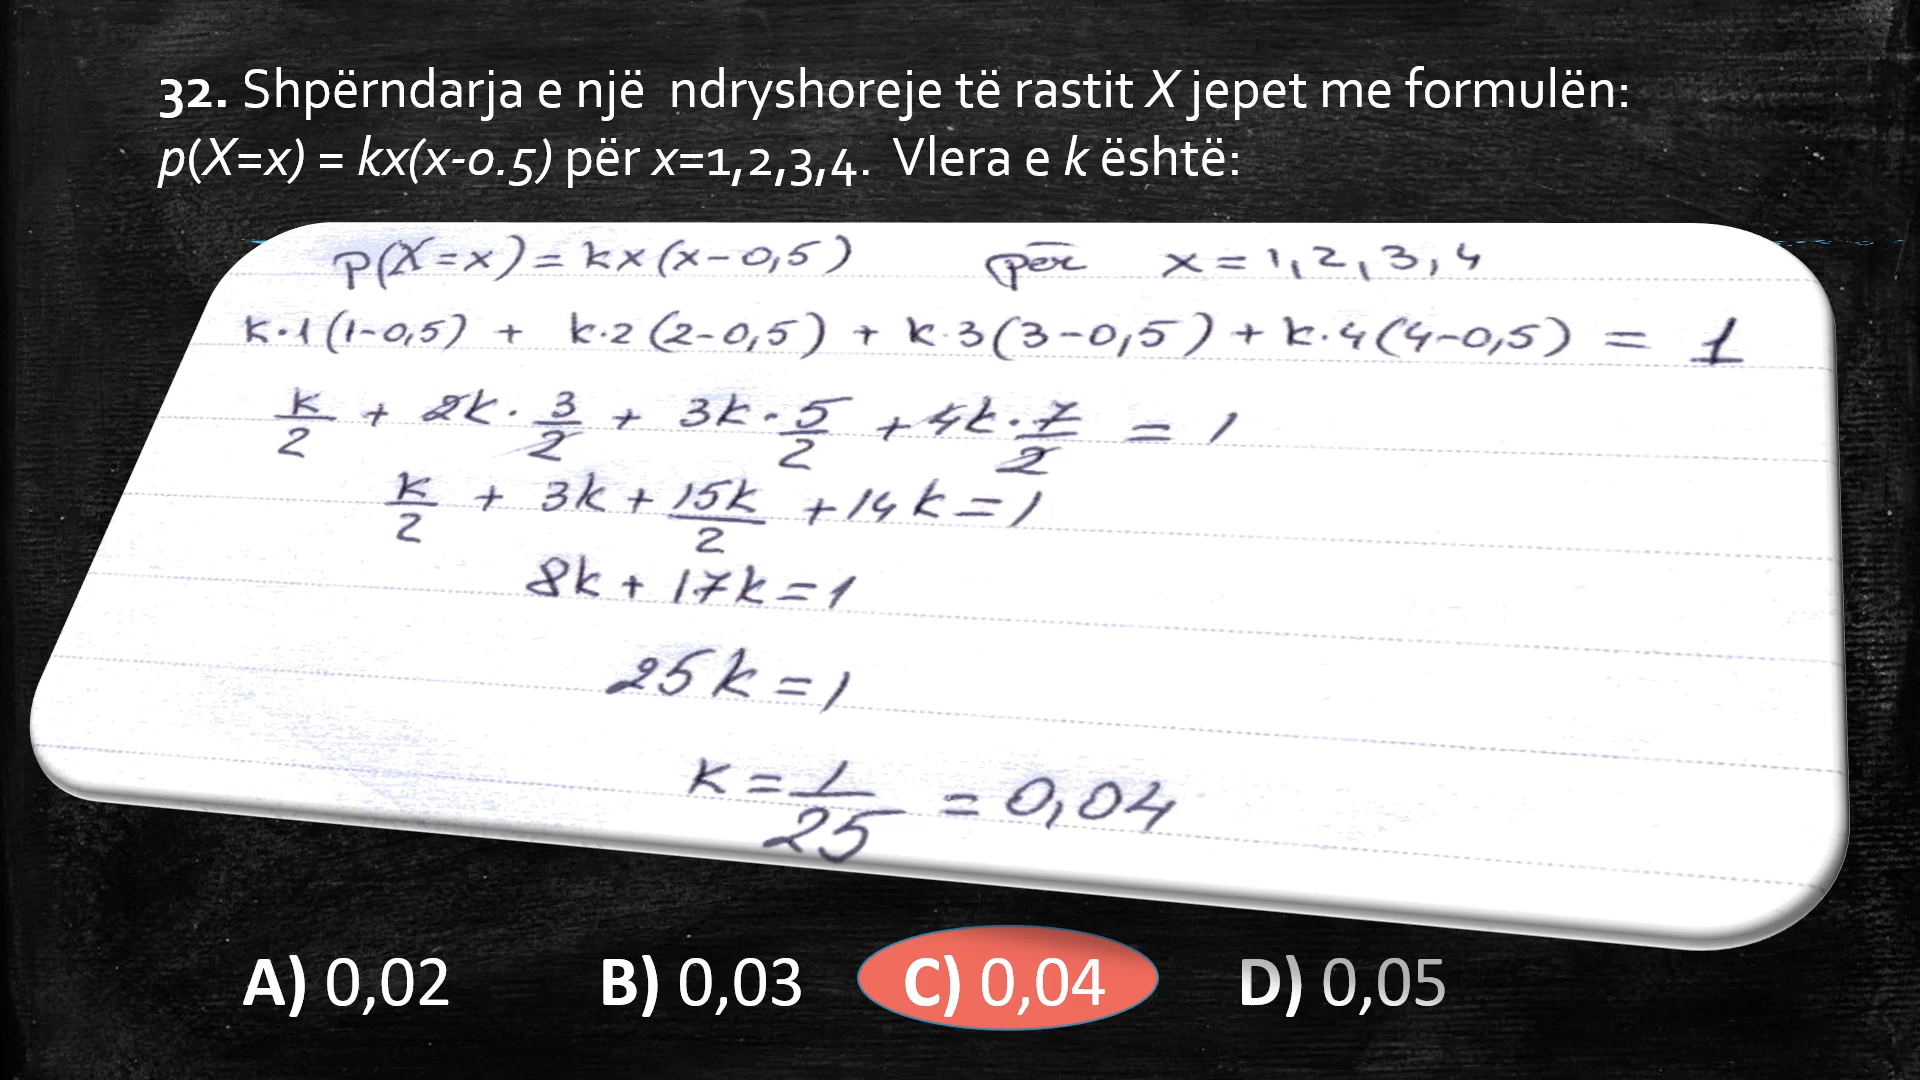 32. Shpërndarja e një ndryshoreje të rastit X jepet me formulën:
p(X=x) = kx(x-0.5) për x=1,2,3,4. Vlera e k është:
p(X=x) = kx(x-0,5) për x = 1, 2, 3, 4
k·1(1-0,5) + k·2(2-0,5) + k·3(3-0,5) + k·4(4-0,5) = 1
k/2 + 2k·3/2 + 3k·5/2 + 4k·7/2 = 1
k/2 + 3k + 15k/2 + 14k = 1
8k + 17k = 1
25k = 1
k = 1/25 = 0,04
A) 0,02 B) 0,03 C) 0,04 D) 0,05